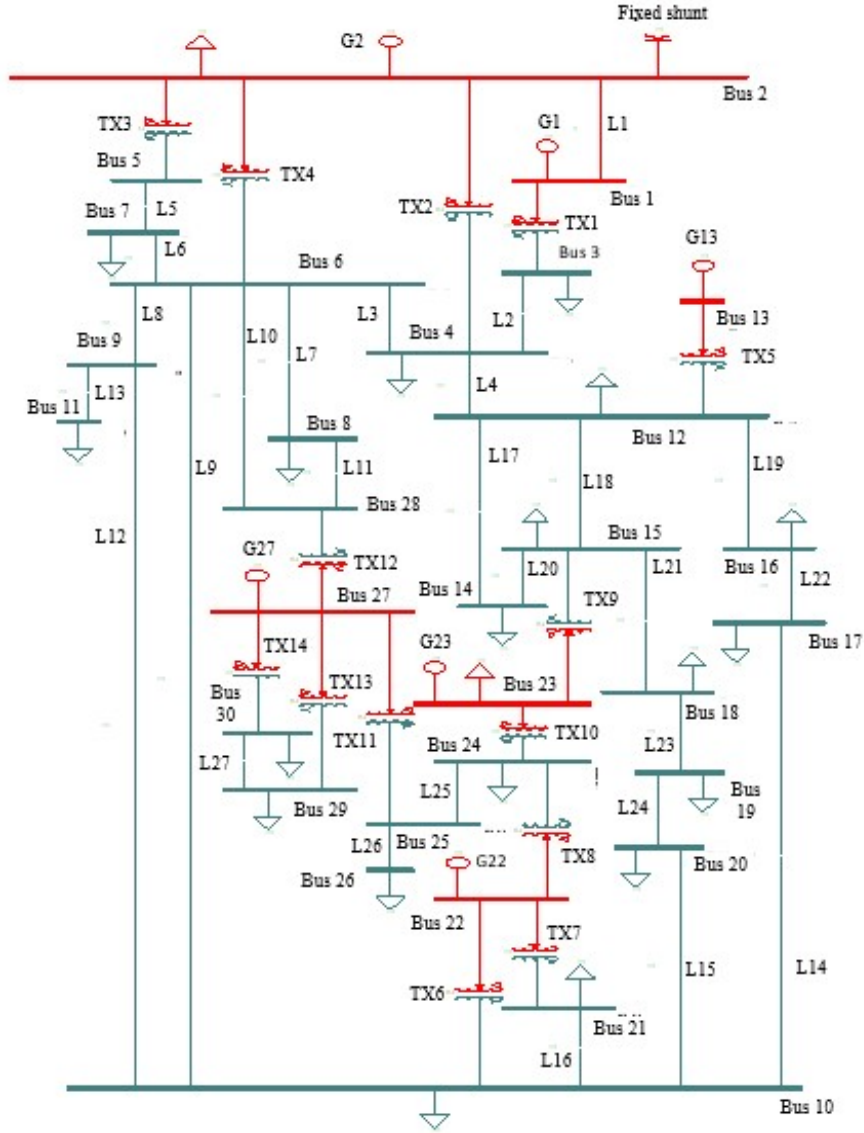 Fixed shunt
G2
Bus 2
TX3
G1
L1
Bus 5
TX4
Bus 1
L5
TX2
TX1
Bus 7
G13
L6
Bus 6
Bus 3
L8
L10
L3
Bus 4
L2
Bus 13
Bus 9
L7
TX5
L13
L4
Bus 11
Bus 8
Bus 12
L9
L11
L17
L19
L18
Bus 28
L12
G27
Bus 15
TX12
L20
L21
Bus 16
L22
Bus 27
Bus 14
TX9
Bus 17
TX14
G23
TX13
Bus 23
Bus
30
Bus 18
TX11
Bus 24
TX10
L23
L27
L25
Bus
19
Bus 29
L24
L26
Bus 25
TX8
Bus 20
Bus 26
G22
Bus 22
TX7
L15
L14
TX6
Bus 21
L16
Bus 10